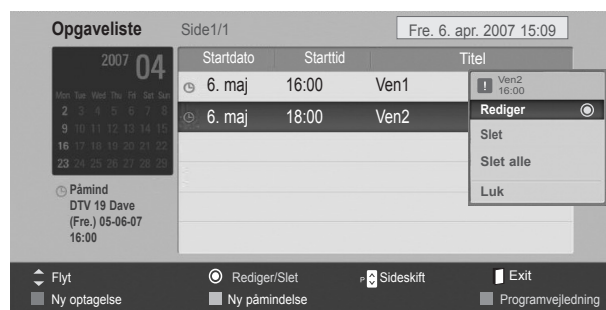 Opgaveliste Side1/1 Fre. 6. apr. 2007 15:09
2007 04
Mon Tue Wed Thu Fri Sat Sun
2 3 4 5 6 7 8
9 10 11 12 13 14 15
16 17 18 19 20 21 22
23 24 25 26 27 28 29
Påmind
DTV 19 Dave
(Fre.) 05-06-07
16:00
Startdato Starttid Titel
6. maj 16:00 Ven1
6. maj 18:00 Ven2
Ven2
16:00
Rediger
Slet
Slet alle
Luk
Flyt Rediger/Slet P Sideskift Exit
Ny optagelse Ny påmindelse Programvejledning